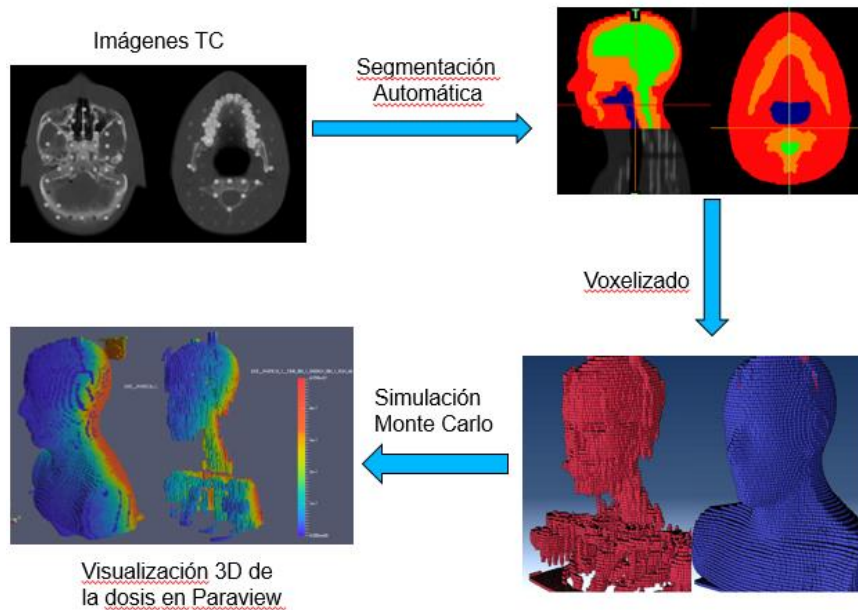 Imágenes TC
Segmentación
Automática
T
Voxelizado
Simulación
Monte Carlo
Visualización 3D de
la dosis en Paraview